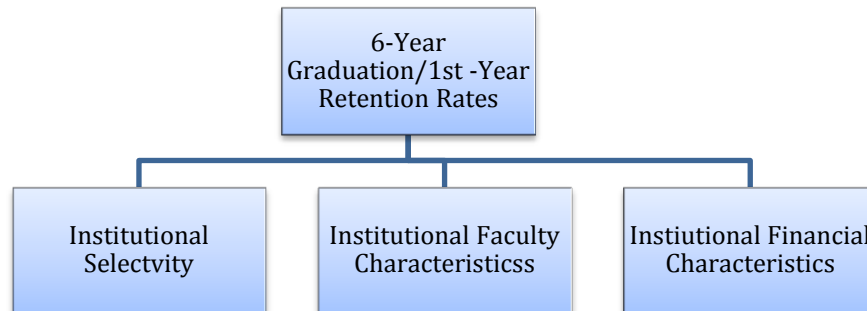 6-Year
Graduation/1st -Year
Retention Rates
Institutional
Selectvity
Institutional Faculty
Characteristicss
Instiutional Financial
Characteristics